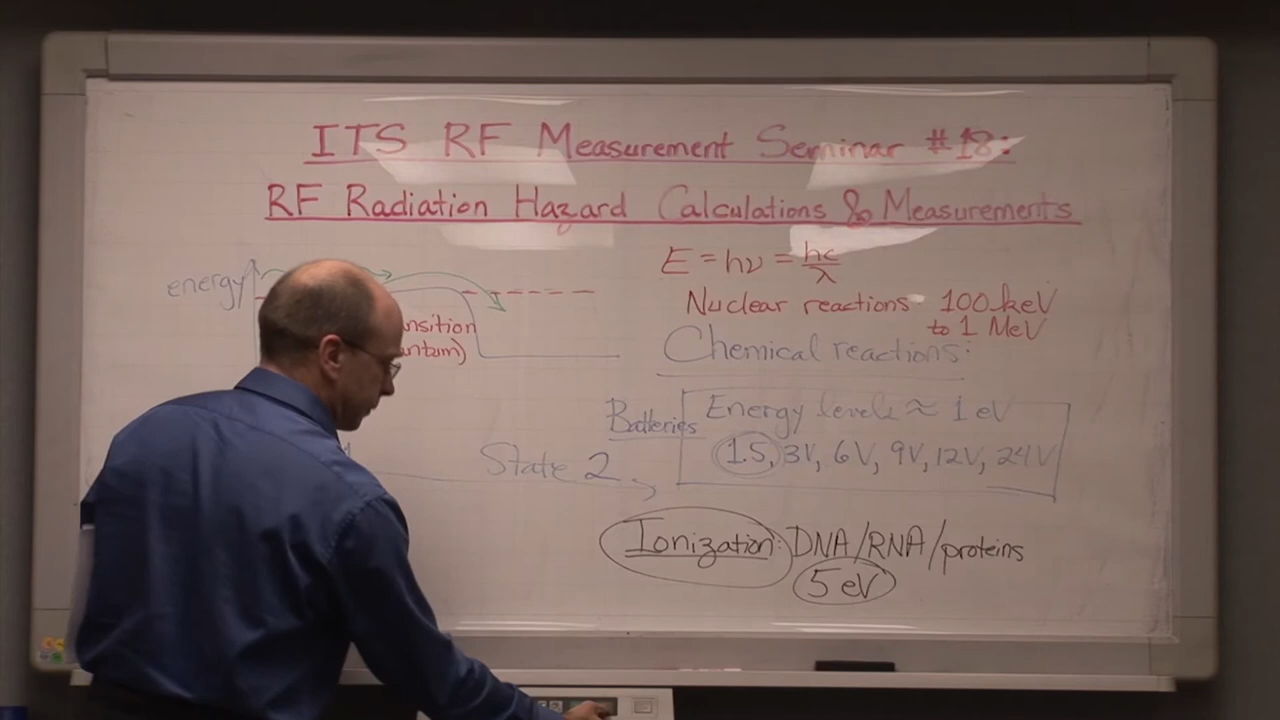 ITS RF Measurement Seminar #18:
RF Radiation Hazard Calculations & Measurements
E = hν = hc/λ
energy
Nuclear reactions - 100 keV
to 1 MeV
nsition
ntum)
Chemical reactions:
Batteries
Energy levels ≈ 1 eV
1.5, 3V, 6V, 9V, 12V, 24V
State 2
Ionization: DNA/RNA/proteins
5 eV